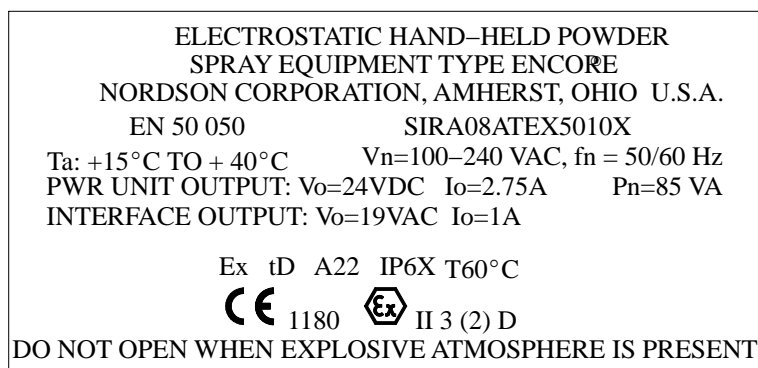 ELECTROSTATIC HAND–HELD POWDER
SPRAY EQUIPMENT TYPE ENCORE®
NORDSON CORPORATION, AMHERST, OHIO U.S.A.
EN 50 050 SIRA08ATEX5010X
Ta: +15°C TO + 40°C Vn=100–240 VAC, fn = 50/60 Hz
PWR UNIT OUTPUT: Vo=24VDC Io=2.75A Pn=85 VA
INTERFACE OUTPUT: Vo=19VAC Io=1A
Ex tD A22 IP6X T60°C
CE 1180 Ex II 3 (2) D
DO NOT OPEN WHEN EXPLOSIVE ATMOSPHERE IS PRESENT